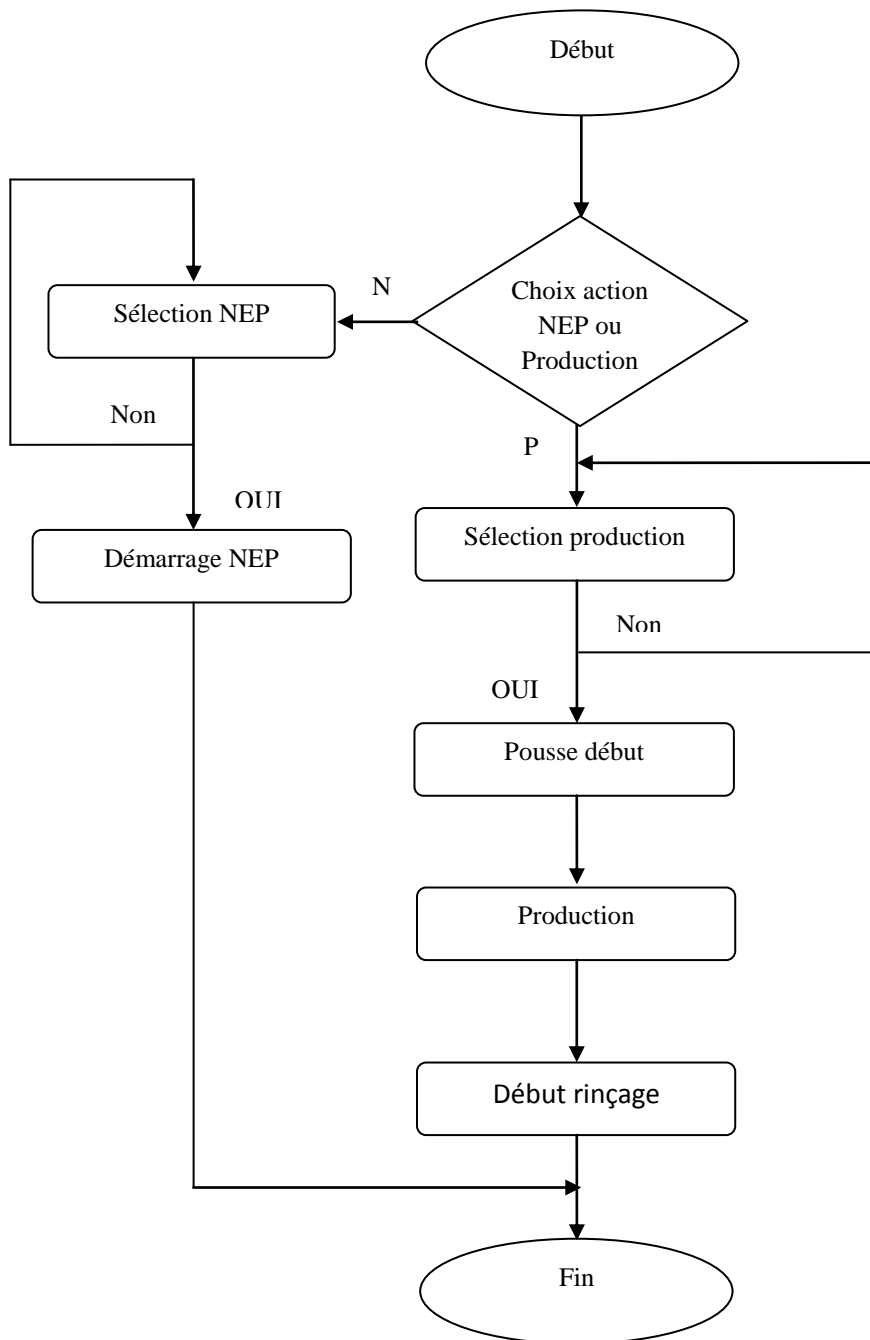 Début
Choix action
NEP ou
Production
N
Sélection NEP
Non
OUI
Démarrage NEP
P
Sélection production
Non
OUI
Pousse début
Production
Début rinçage
Fin